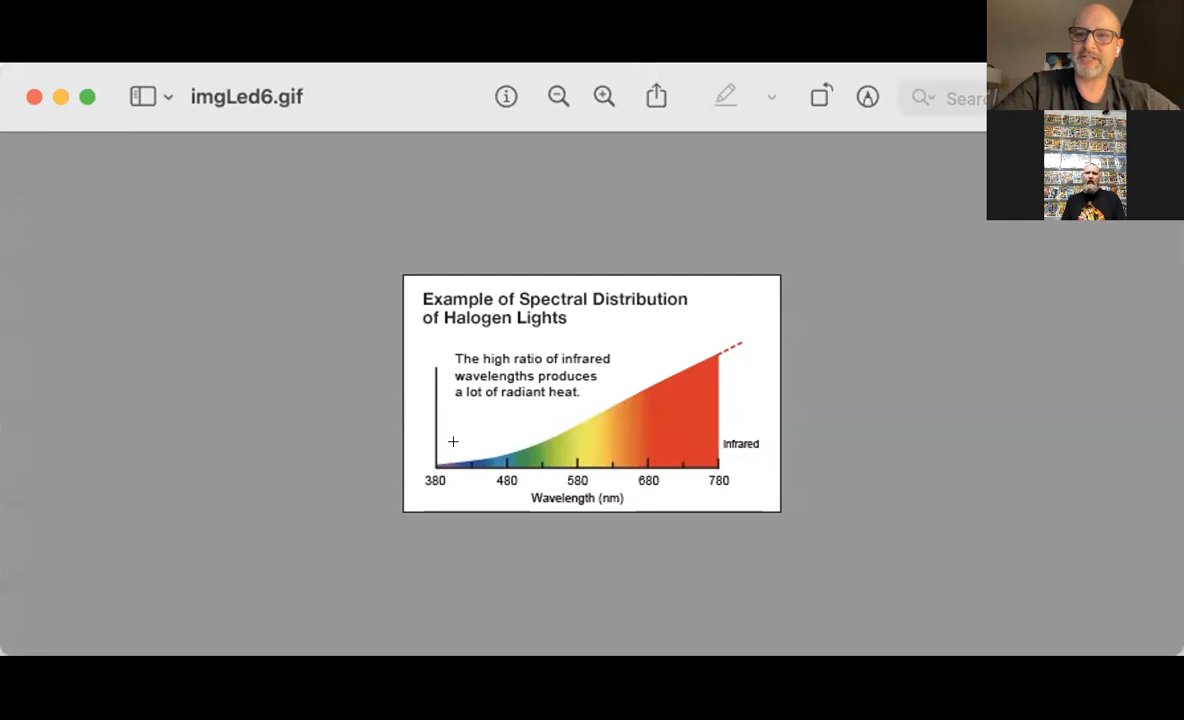 imgLed6.gif
Sear
Example of Spectral Distribution
of Halogen Lights
The high ratio of infrared
wavelengths produces
a lot of radiant heat.
Infrared
380 480 580 680 780
Wavelength (nm)